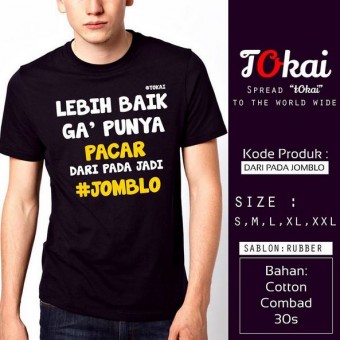 #TOKAI
LEBIH BAIK
GA' PUNYA
PACAR
DARI PADA JADI
#JOMBLO
TOkai
SPREAD "tOkai"
TO THE WORLD WIDE
Kode Produk :
DARI PADA JOMBLO
SIZE :
S,M,L,XL,XXL
SABLON:RUBBER
Bahan:
Cotton
Combad
30s